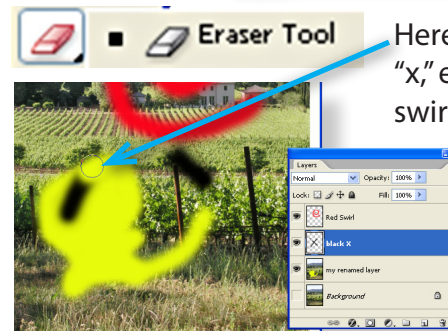 Eraser Tool
Here
“x,” e
swir
Layers
Normal Opacity: 100%
Lock: Fill: 100%
Red Swirl
black X
my renamed layer
Background